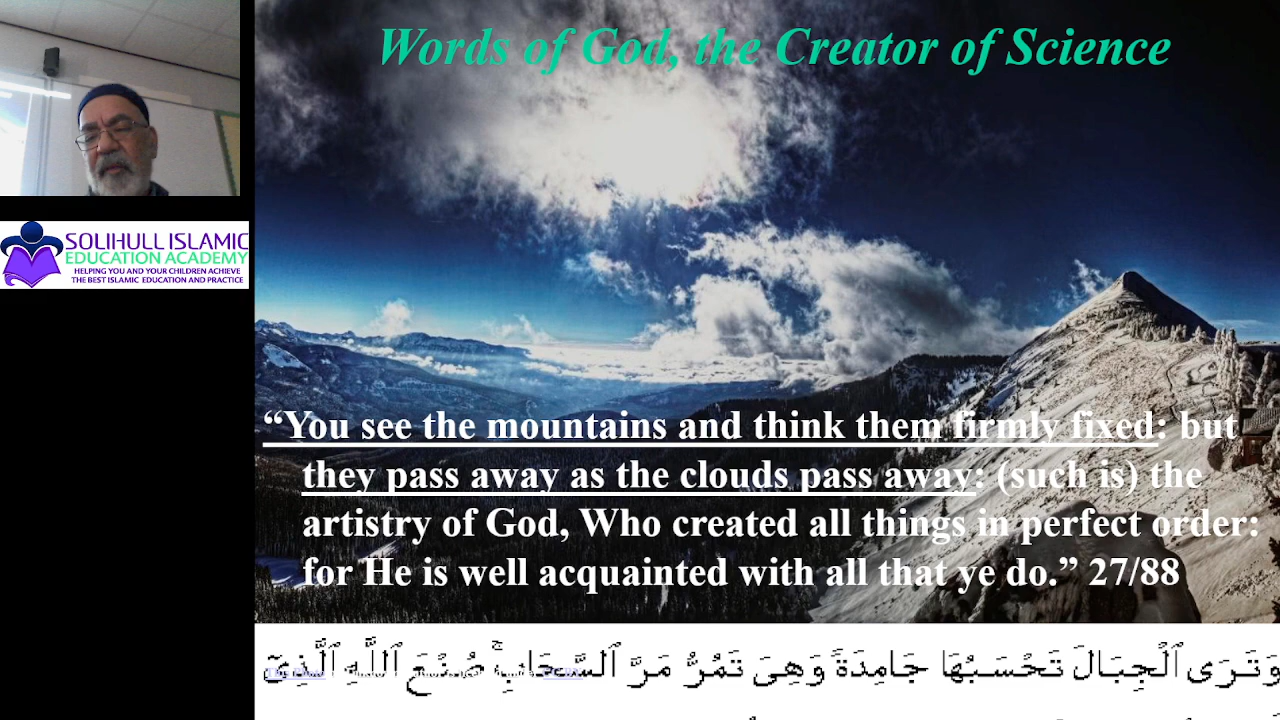 Words of God, the Creator of Science
SOLIHULL ISLAMIC
EDUCATION ACADEMY
HELPING YOU AND YOUR CHILDREN ACHIEVE
THE BEST ISLAMIC EDUCATION AND PRACTICE
“You see the mountains and think them firmly fixed: but
they pass away as the clouds pass away: (such is) the
artistry of God, Who created all things in perfect order:
for He is well acquainted with all that ye do.” 27/88
وَتَرَى ٱلْجِبَالَ تَحْسَبُهَا جَامِدَةً وَهِىَ تَمُرُّ مَرَّ ٱلسَّحَابِ ۚ صُنْعَ ٱللَّهِ ٱلَّذِىٓ